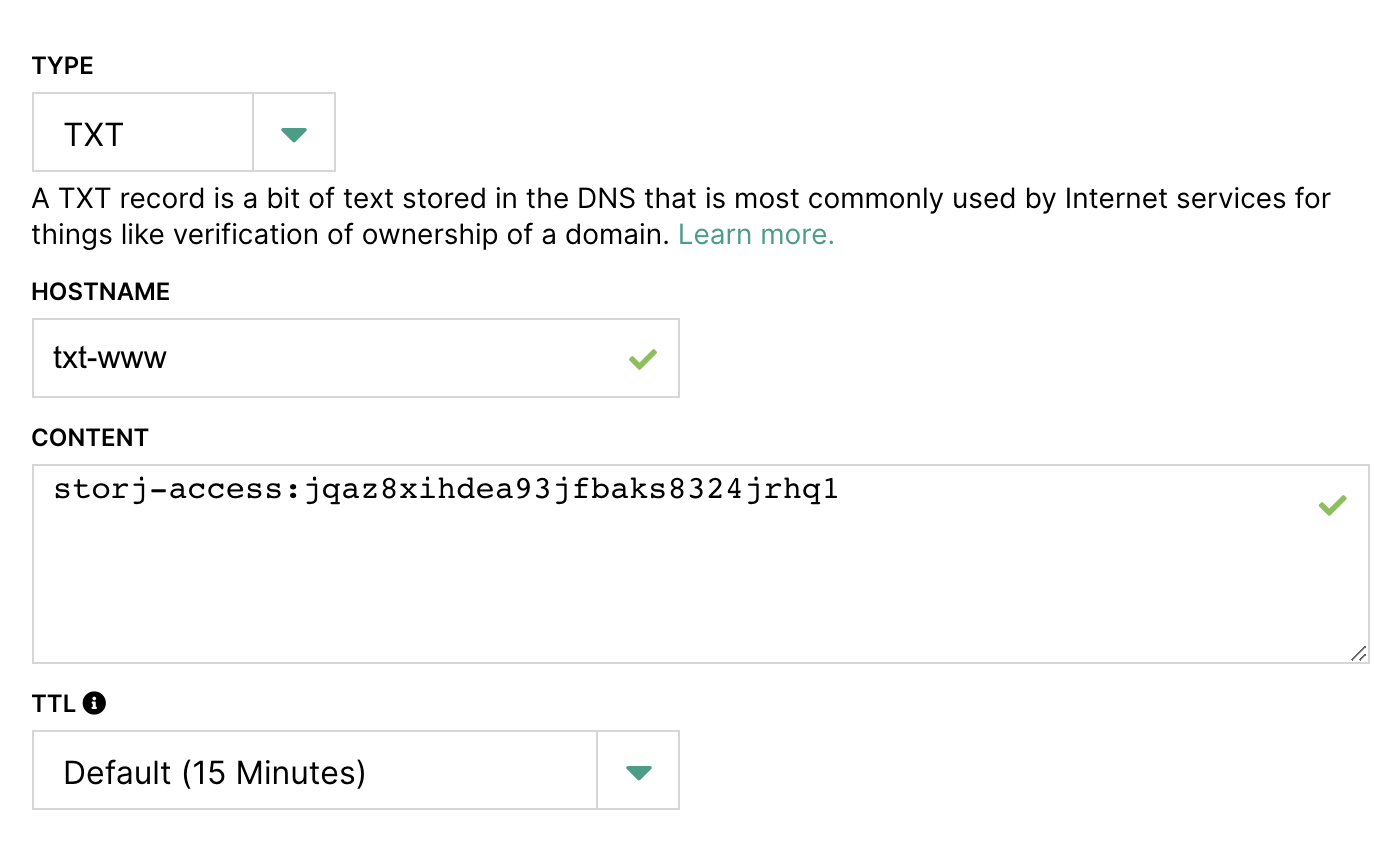 TYPE
TXT
A TXT record is a bit of text stored in the DNS that is most commonly used by Internet services for
things like verification of ownership of a domain. Learn more.
HOSTNAME
txt-www
CONTENT
storj-access:jqaz8xihdea93jfbaks8324jrhq1
TTL
Default (15 Minutes)